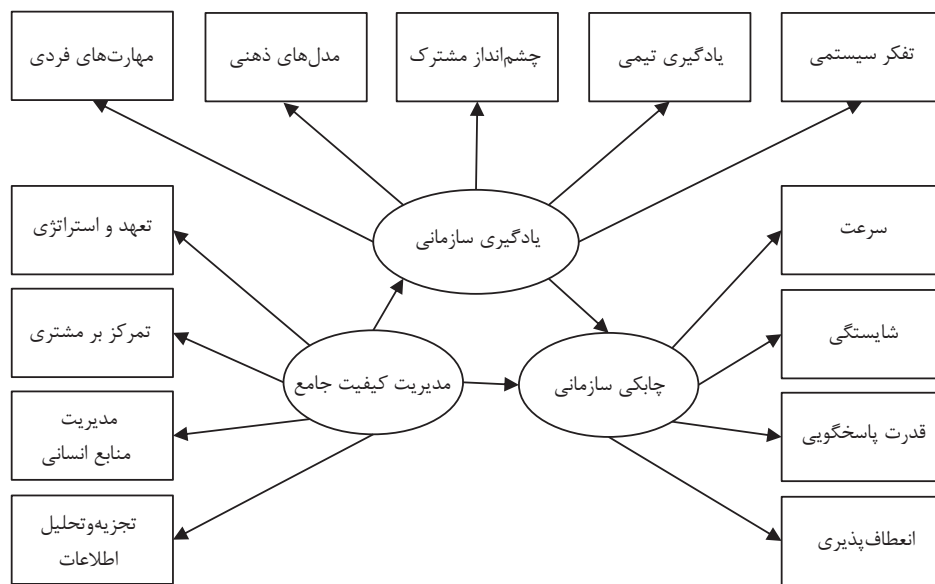 تفکر سیستمی
یادگیری تیمی
چشم‌انداز مشترک
مدل‌های ذهنی
مهارت‌های فردی
یادگیری سازمانی
سرعت
تعهد و استراتژی
شایستگی
تمرکز بر مشتری
چابکی سازمانی
مدیریت کیفیت جامع
قدرت پاسخگویی
مدیریت
منابع انسانی
انعطاف‌پذیری
تجزیه‌وتحلیل
اطلاعات